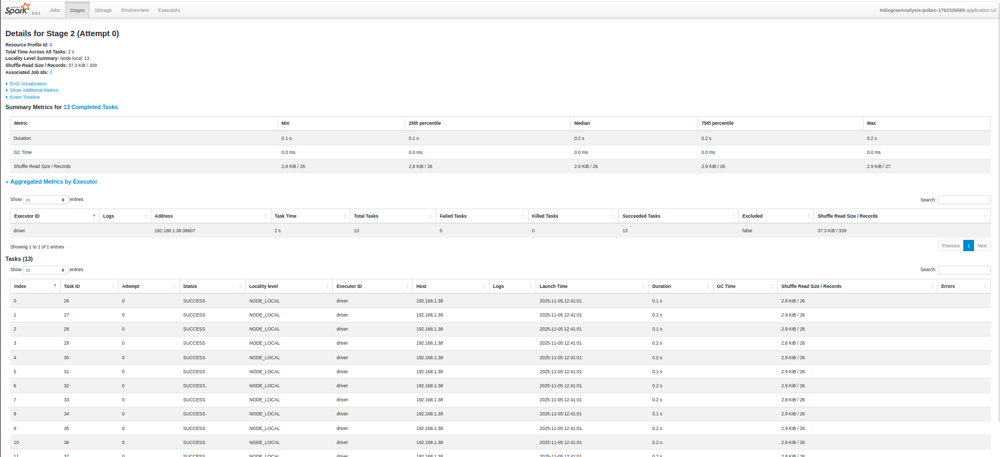 APACHE Spark 3.5.1 Jobs Stages Storage Environment Executors InDegreeAnalysis-pokec-1762326565 application UI
Details for Stage 2 (Attempt 0)
Resource Profile Id: 0
Total Time Across All Tasks: 2 s
Locality Level Summary: Node local: 13
Shuffle Read Size / Records: 37.3 KiB / 339
Associated Job Ids: 0
DAG Visualization
Show Additional Metrics
Event Timeline
Summary Metrics for 13 Completed Tasks
Metric Min 25th percentile Median 75th percentile Max
Duration 0.1 s 0.1 s 0.2 s 0.2 s 0.2 s
GC Time 0.0 ms 0.0 ms 0.0 ms 0.0 ms 0.0 ms
Shuffle Read Size / Records 2.8 KiB / 26 2.8 KiB / 26 2.9 KiB / 26 2.9 KiB / 26 2.9 KiB / 27
Aggregated Metrics by Executor
Show 20 entries Search:
Executor ID Logs Address Task Time Total Tasks Failed Tasks Killed Tasks Succeeded Tasks Excluded Shuffle Read Size / Records
driver 192.168.1.38:38607 2 s 13 0 0 13 false 37.3 KiB / 339
Showing 1 to 1 of 1 entries Previous 1 Next
Tasks (13)
Show 20 entries Search:
Index Task ID Attempt Status Locality level Executor ID Host Logs Launch Time Duration GC Time Shuffle Read Size / Records Errors
0 26 0 SUCCESS NODE_LOCAL driver 192.168.1.38 2025-11-05 12:41:01 0.1 s 2.9 KiB / 26
1 27 0 SUCCESS NODE_LOCAL driver 192.168.1.38 2025-11-05 12:41:01 0.2 s 2.9 KiB / 26
2 28 0 SUCCESS NODE_LOCAL driver 192.168.1.38 2025-11-05 12:41:01 0.1 s 2.9 KiB / 26
3 29 0 SUCCESS NODE_LOCAL driver 192.168.1.38 2025-11-05 12:41:01 0.2 s 2.8 KiB / 26
4 30 0 SUCCESS NODE_LOCAL driver 192.168.1.38 2025-11-05 12:41:01 0.2 s 2.9 KiB / 26
5 31 0 SUCCESS NODE_LOCAL driver 192.168.1.38 2025-11-05 12:41:01 0.1 s 2.9 KiB / 26
6 32 0 SUCCESS NODE_LOCAL driver 192.168.1.38 2025-11-05 12:41:01 0.2 s 2.9 KiB / 26
7 33 0 SUCCESS NODE_LOCAL driver 192.168.1.38 2025-11-05 12:41:01 0.2 s 2.8 KiB / 26
8 34 0 SUCCESS NODE_LOCAL driver 192.168.1.38 2025-11-05 12:41:01 0.1 s 2.9 KiB / 26
9 35 0 SUCCESS NODE_LOCAL driver 192.168.1.38 2025-11-05 12:41:01 0.2 s 2.9 KiB / 26
10 36 0 SUCCESS NODE_LOCAL driver 192.168.1.38 2025-11-05 12:41:01 0.2 s 2.8 KiB / 26
11 37 0 SUCCESS NODE_LOCAL driver 192.168.1.38 2025-11-05 12:41:01 0.2 s 2.8 KiB / 26